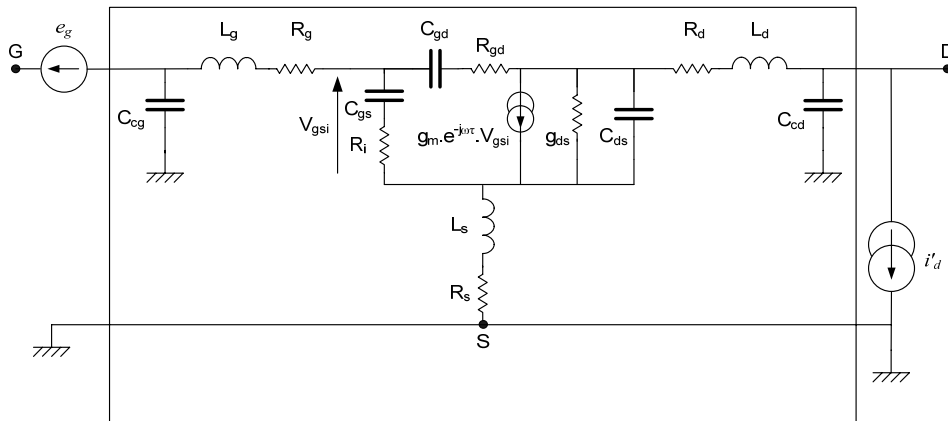 G
e_g
L_g
R_g
C_gd
R_gd
R_d
L_d
D
C_cg
V_gsi
C_gs
R_i
g_m.e^-jωτ.V_gsi
g_ds
C_ds
C_cd
L_s
R_s
S
i'_d